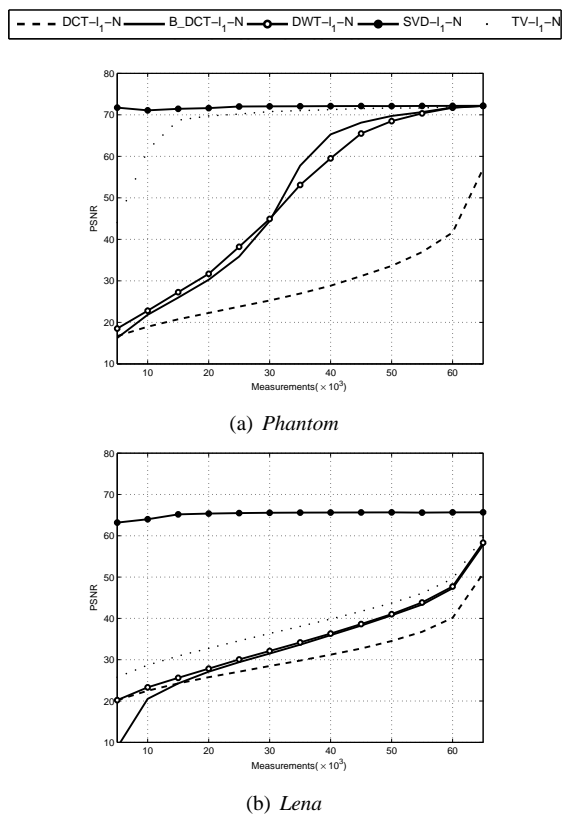 DCT–l₁–N B_DCT–l₁–N DWT–l₁–N SVD–l₁–N TV–l₁–N
80
70
60
50
40
30
20
10
PSNR
10 20 30 40 50 60
Measurements(×10³)
(a) Phantom
80
70
60
50
40
30
20
10
PSNR
10 20 30 40 50 60
Measurements(×10³)
(b) Lena